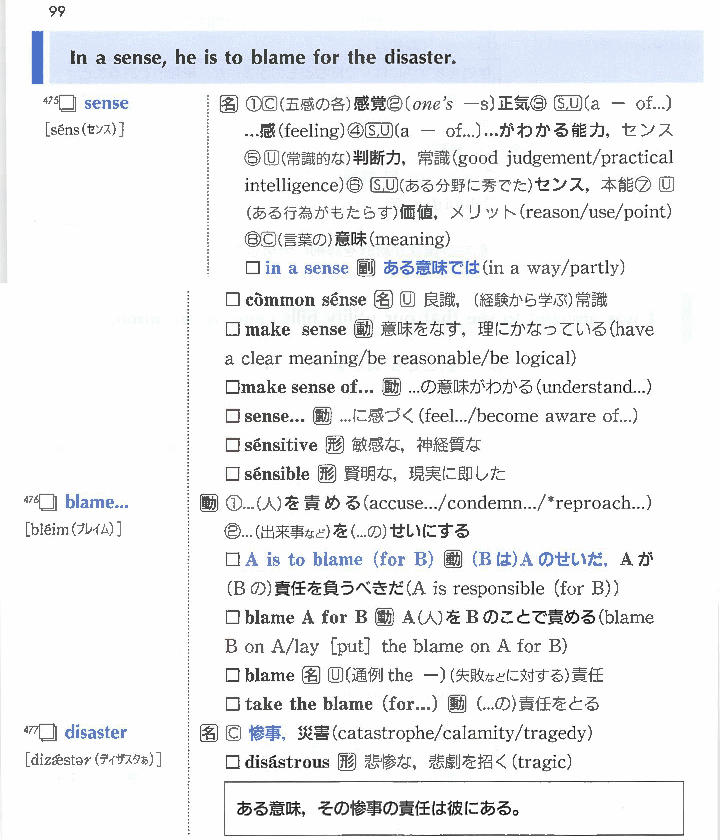 99
In a sense, he is to blame for the disaster.
475□ sense
[séns(センス)]
名 ①C(五感の各)感覚②(one's —s)正気③ S,U(a — of...)
...感(feeling)④S,U(a — of...)...がわかる能力，センス
⑤U(常識的な)判断力，常識(good judgement/practical
intelligence)⑥ S,U(ある分野に秀でた)センス，本能⑦ U
(ある行為がもたらす)価値，メリット(reason/use/point)
⑧C(言葉の)意味(meaning)
□ in a sense 副 ある意味では(in a way/partly)
□ còmmon sénse 名 U 良識，(経験から学ぶ)常識
□ make sense 動 意味をなす，理にかなっている(have
a clear meaning/be reasonable/be logical)
□make sense of... 動 ...の意味がわかる(understand...)
□ sense... 動 ...に感づく(feel.../become aware of...)
□ sénsitive 形 敏感な，神経質な
□ sénsible 形 賢明な，現実に即した
476□ blame...
[bléim(ブレイム)]
動 ①...(人)を責める(accuse.../condemn.../*reproach...)
②...(出来事など)を(...の)せいにする
□ A is to blame (for B) 動 (Bは)Aのせいだ，Aが
(Bの)責任を負うべきだ(A is responsible (for B))
□ blame A for B 動 A(人)をBのことで責める(blame
B on A/lay [put] the blame on A for B)
□ blame 名 U(通例the —)(失敗などに対する)責任
□ take the blame (for...) 動 (...の)責任をとる
477□ disaster
[dizǽstər(ディザスタぁ)]
名 C 惨事，災害(catastrophe/calamity/tragedy)
□ disástrous 形 悲惨な，悲劇を招く(tragic)
ある意味，その惨事の責任は彼にある。